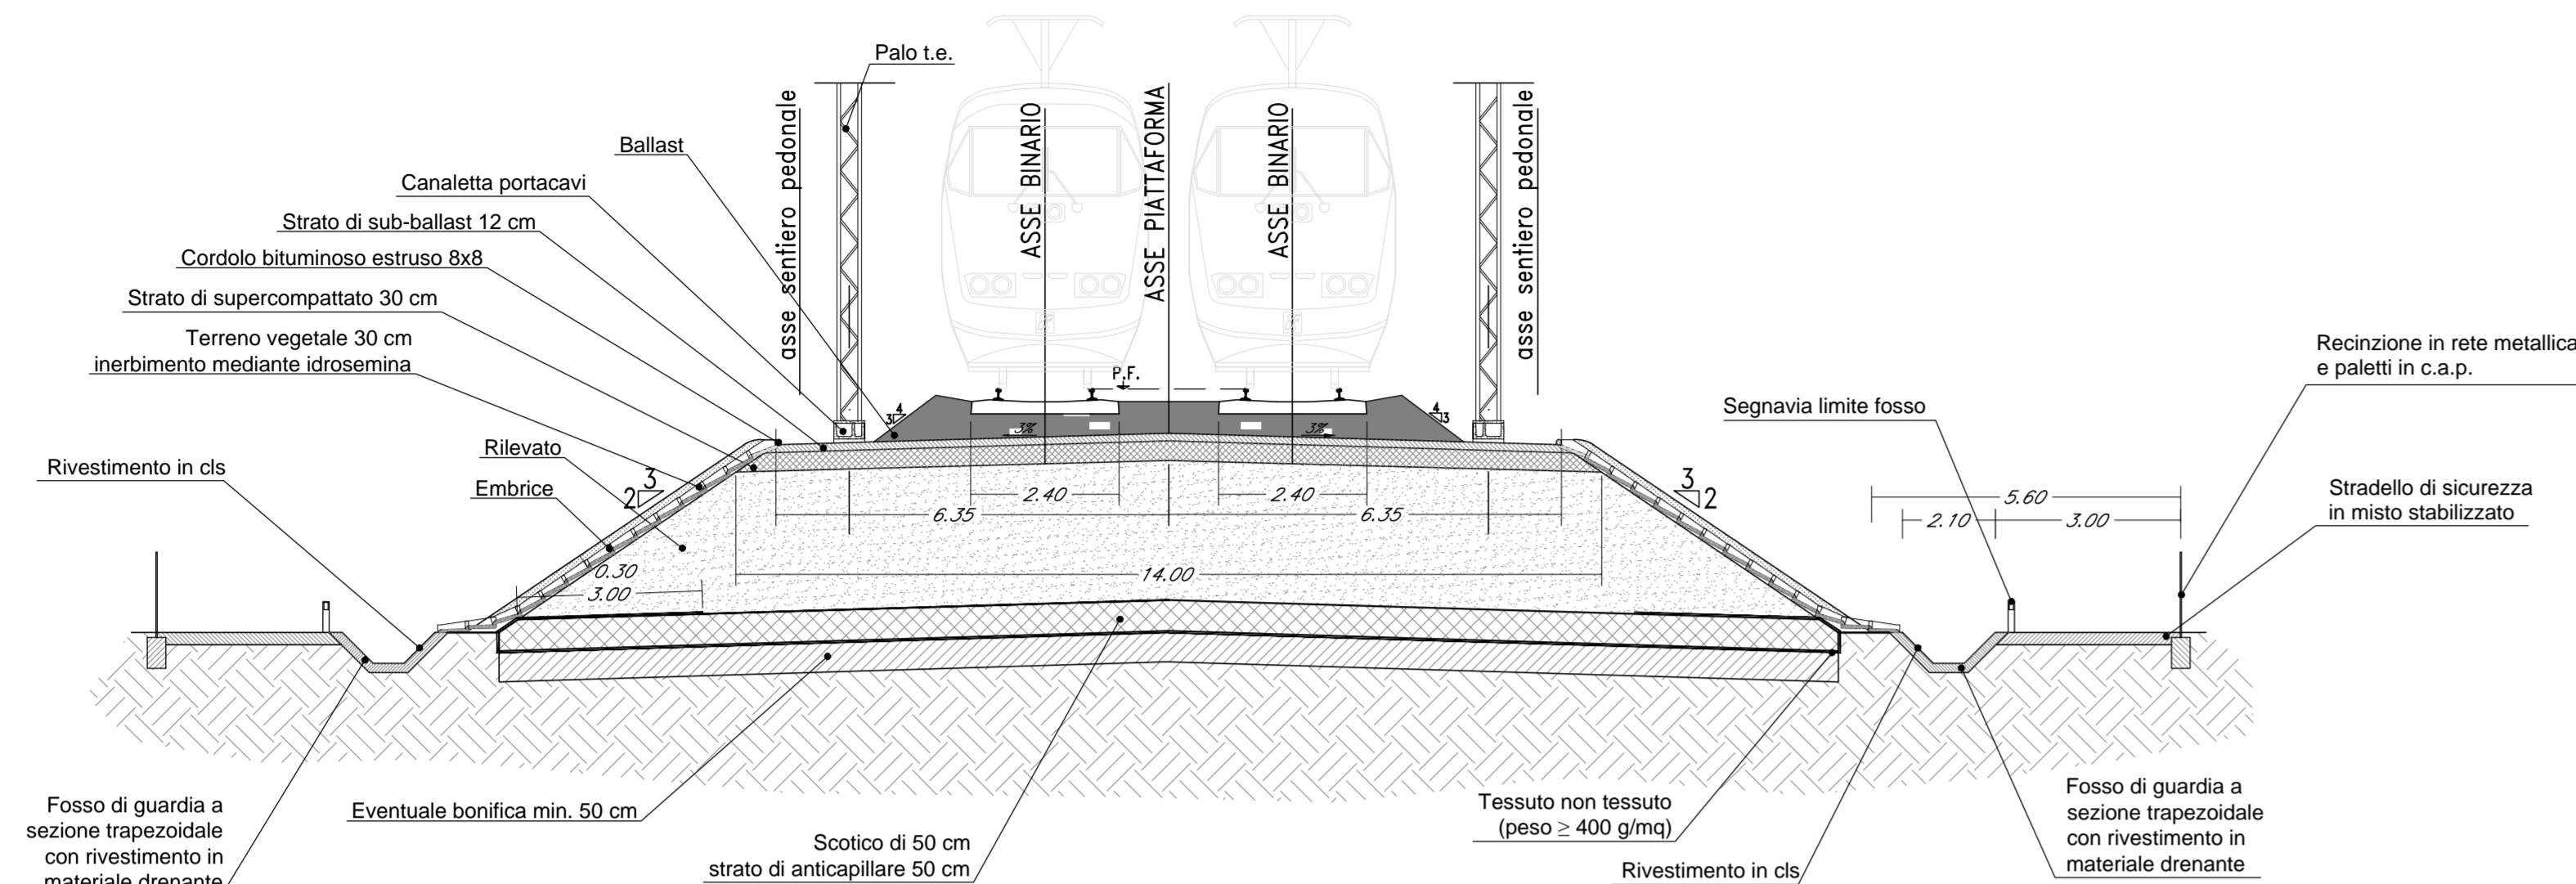 Palo t.e.
Ballast
Canaletta portacavi
Strato di sub-ballast 12 cm
Cordolo bituminoso estruso 8x8
Strato di supercompattato 30 cm
Terreno vegetale 30 cm
inerbimento mediante idrosemina
Rilevato
Embrice
Rivestimento in cls
asse sentiero pedonale
ASSE BINARIO
ASSE PIATTAFORMA
ASSE BINARIO
asse sentiero pedonale
P.F.
4
3
4
3
3%
3%
3
2
3
2
2.40
2.40
6.35
6.35
14.00
0.30
3.00
5.60
2.10
3.00
Segnavia limite fosso
Recinzione in rete metallica
e paletti in c.a.p.
Stradello di sicurezza
in misto stabilizzato
Fosso di guardia a
sezione trapezoidale
con rivestimento in
materiale drenante
Eventuale bonifica min. 50 cm
Scotico di 50 cm
strato di anticapillare 50 cm
Tessuto non tessuto
(peso ≥ 400 g/mq)
Rivestimento in cls
Fosso di guardia a
sezione trapezoidale
con rivestimento in
materiale drenante